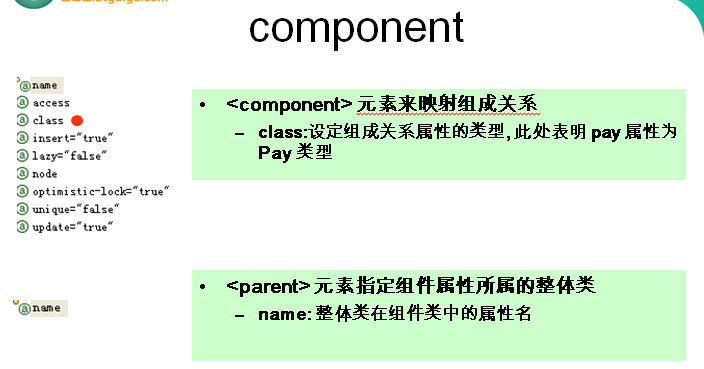 component
name
access
class
insert="true"
lazy="false"
node
optimistic-lock="true"
unique="false"
update="true"
• <component> 元素来映射组成关系
– class:设定组成关系属性的类型, 此处表明 pay 属性为
Pay 类型
name
• <parent> 元素指定组件属性所属的整体类
– name: 整体类在组件类中的属性名